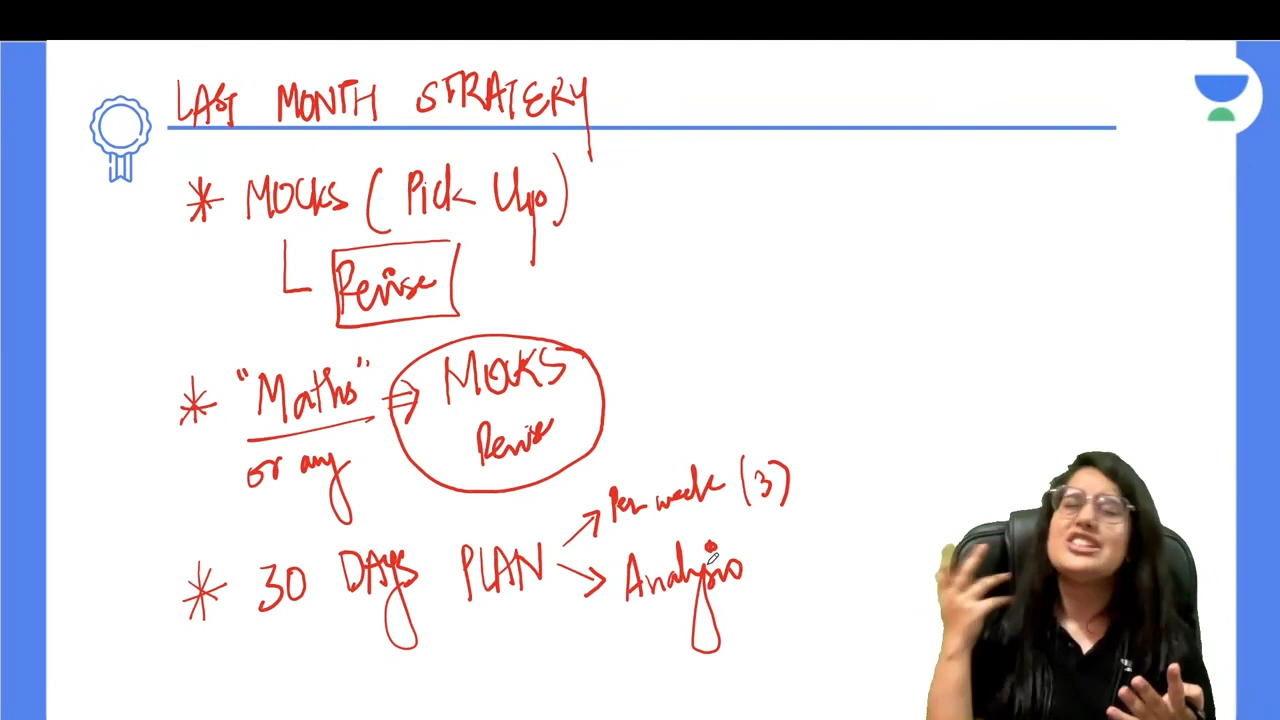 LAST MONTH STRATERY
* MOCKS (Pick Up)
Revise
* "Maths" ⇒ MOCKS
or any Revise
Per week (3)
* 30 DAYS PLAN
Analysis